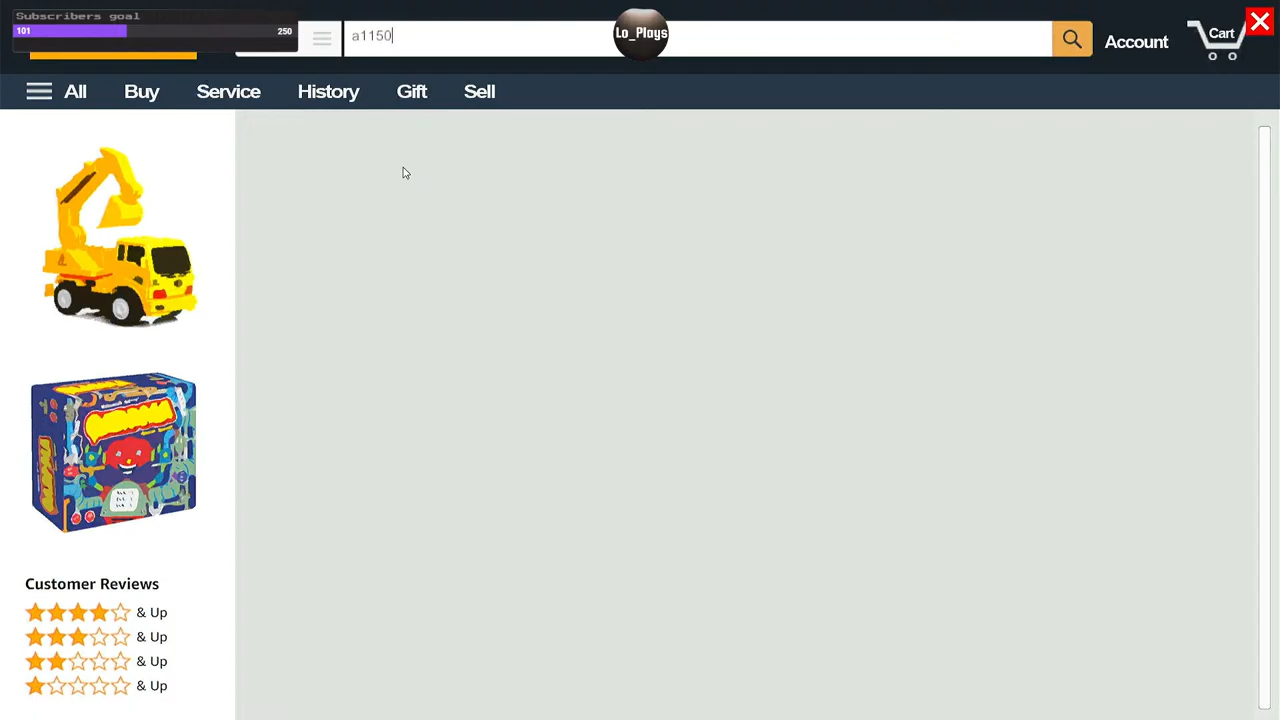 Subscribers goal
101 250
a1150
Lo_Plays
Account
Cart
All Buy Service History Gift Sell
Customer Reviews
& Up
& Up
& Up
& Up